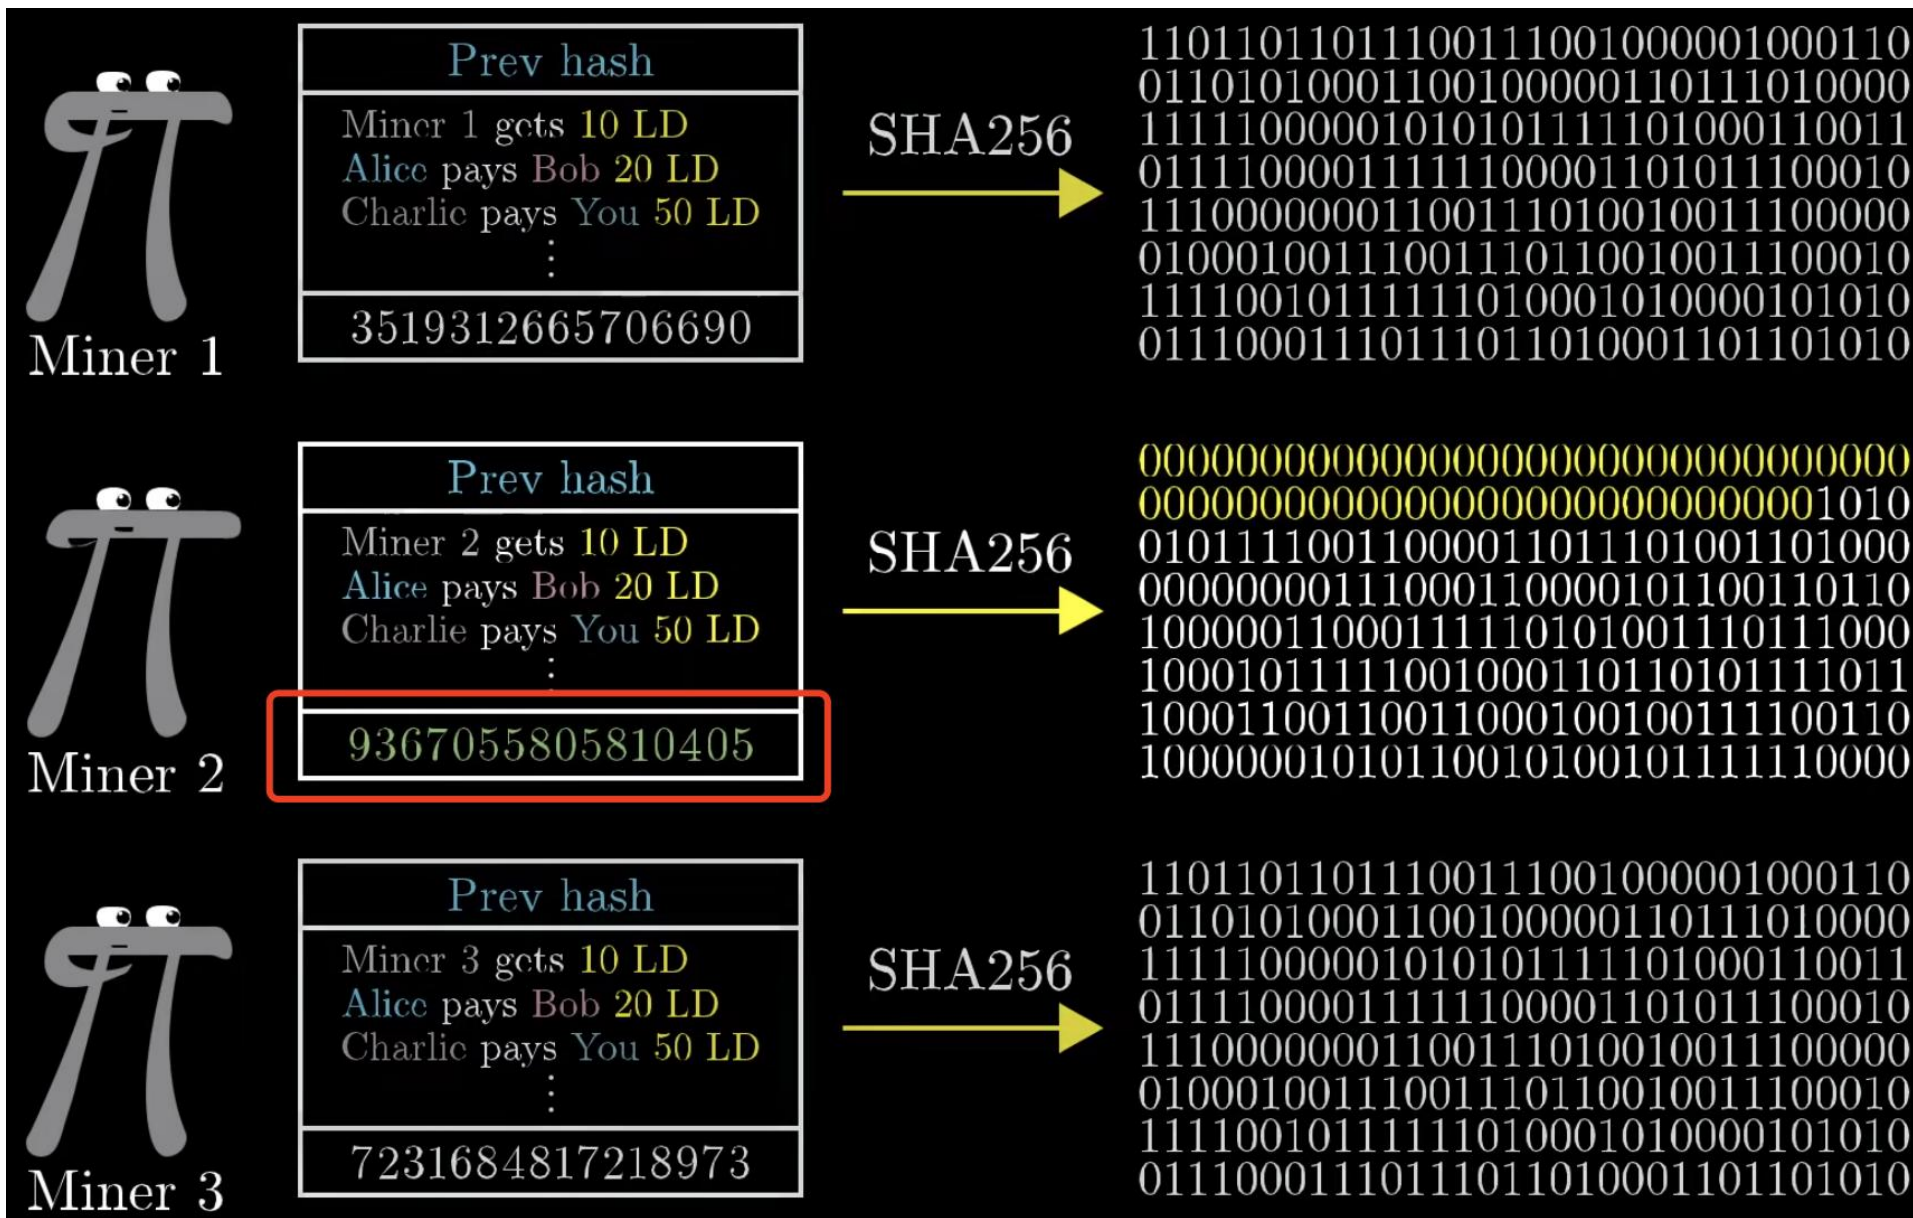 Prev hash
Miner 1 gets 10 LD
Alice pays Bob 20 LD
Charlie pays You 50 LD
3519312665706690
Miner 1
SHA256
11011011011100111001000001000110
01101010001100100000110111010000
11111000001010101111101000110011
01111000011111100001101011100010
11100000001100111010010011100000
01000100111001110110010011100010
11110010111111010001010000101010
01110001110111011010001101101010
Prev hash
Miner 2 gets 10 LD
Alice pays Bob 20 LD
Charlie pays You 50 LD
9367055805810405
Miner 2
SHA256
00000000000000000000000000000000
00000000000000000000000000001010
01011110011000011011101001101000
00000000111000110000101100110110
10000011000111110101001110111000
10001011111001000110110101111011
10001100110011000100100111100110
10000001010110010100101111110000
Prev hash
Miner 3 gets 10 LD
Alice pays Bob 20 LD
Charlie pays You 50 LD
7231684817218973
Miner 3
SHA256
11011011011100111001000001000110
01101010001100100000110111010000
11111000001010101111101000110011
01111000011111100001101011100010
11100000001100111010010011100000
01000100111001110110010011100010
11110010111111010001010000101010
01110001110111011010001101101010